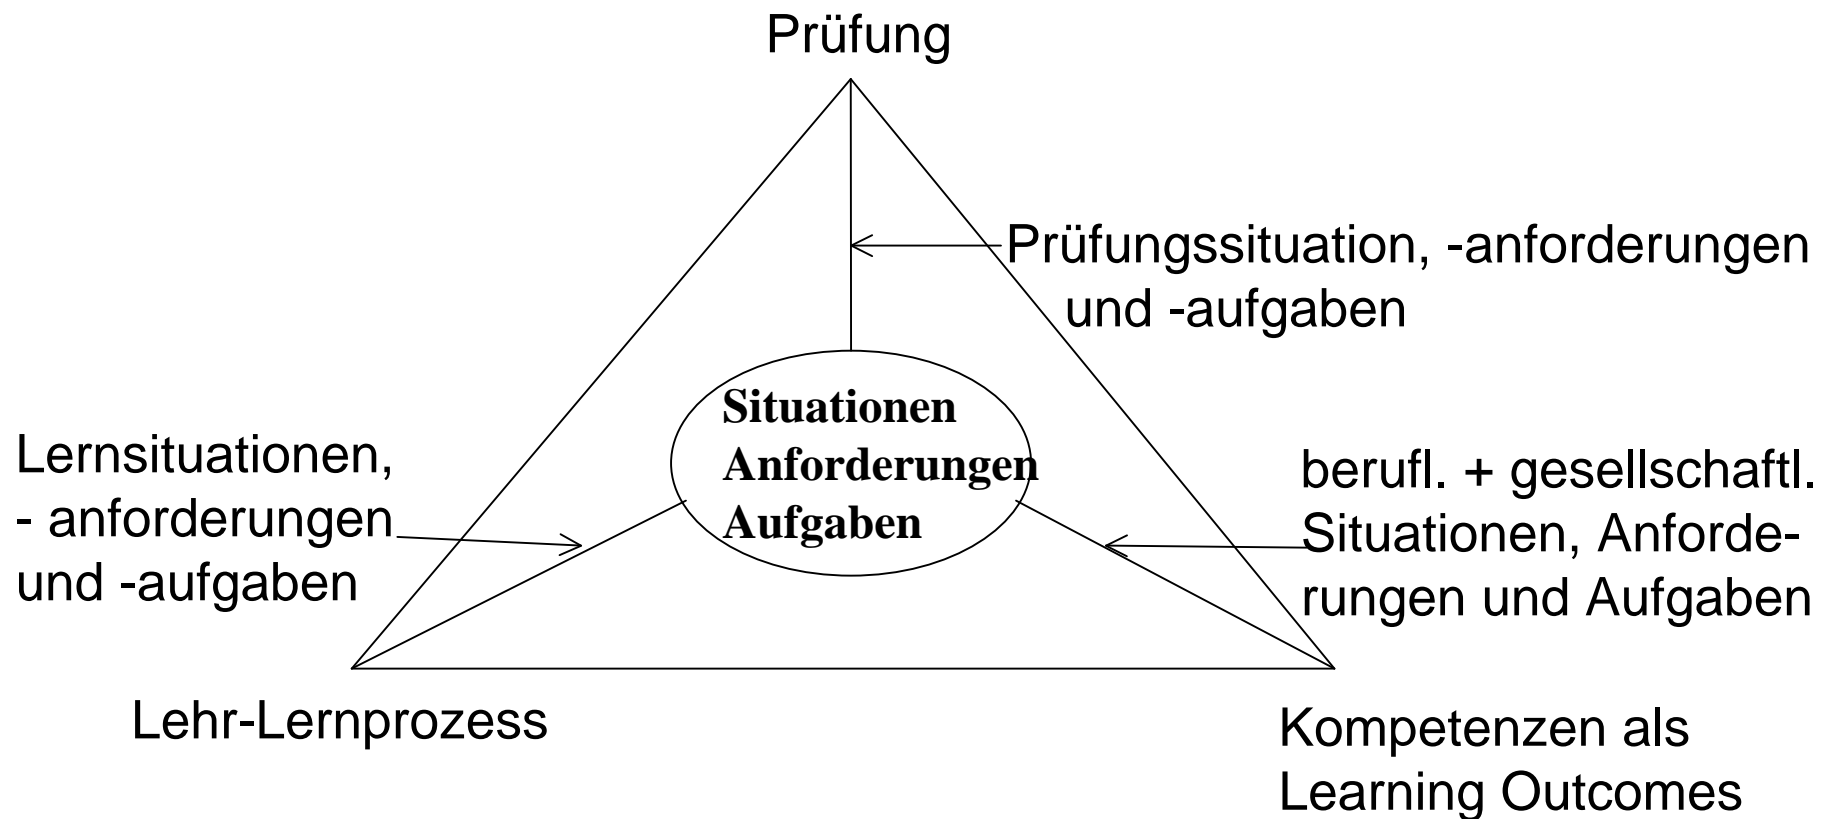 Prüfung
Prüfungssituation, -anforderungen
und -aufgaben
Situationen
Anforderungen
Aufgaben
Lernsituationen,
- anforderungen
und -aufgaben
berufl. + gesellschaftl.
Situationen, Anforde-
rungen und Aufgaben
Lehr-Lernprozess
Kompetenzen als
Learning Outcomes